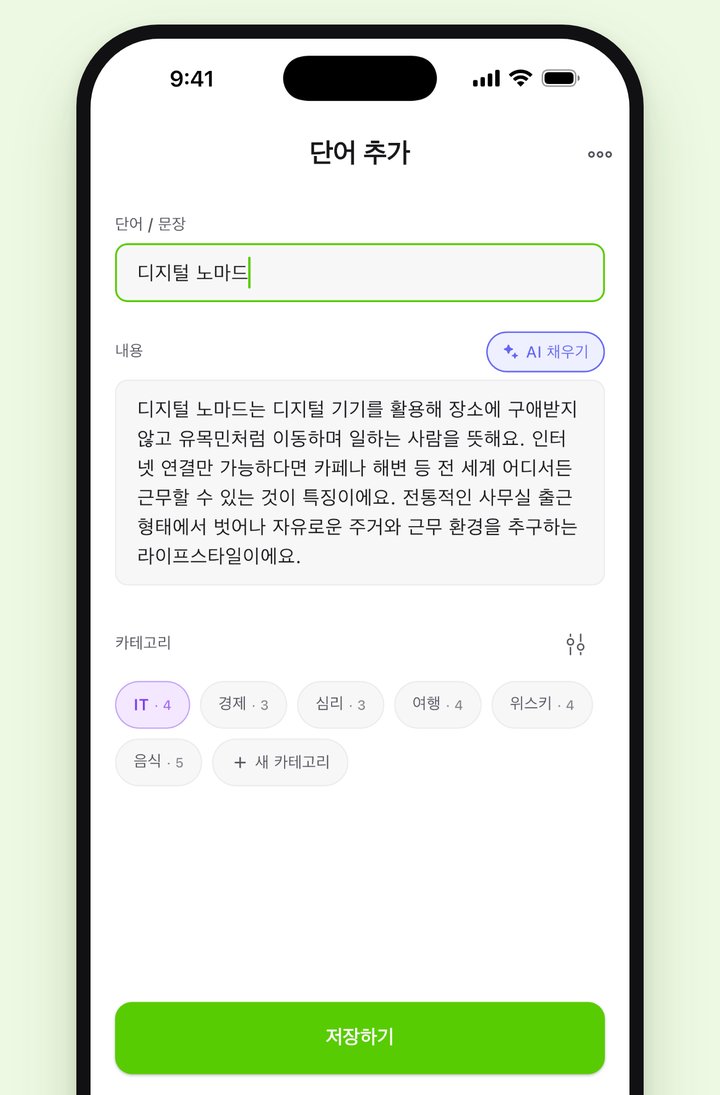 9:41
단어 추가
단어 / 문장
디지털 노마드
내용
AI 채우기
디지털 노마드는 디지털 기기를 활용해 장소에 구애받지
않고 유목민처럼 이동하며 일하는 사람을 뜻해요. 인터
넷 연결만 가능하다면 카페나 해변 등 전 세계 어디서든
근무할 수 있는 것이 특징이에요. 전통적인 사무실 출근
형태에서 벗어나 자유로운 주거와 근무 환경을 추구하는
라이프스타일이에요.
카테고리
IT · 4 경제 · 3 심리 · 3 여행 · 4 위스키 · 4
음식 · 5 + 새 카테고리
저장하기